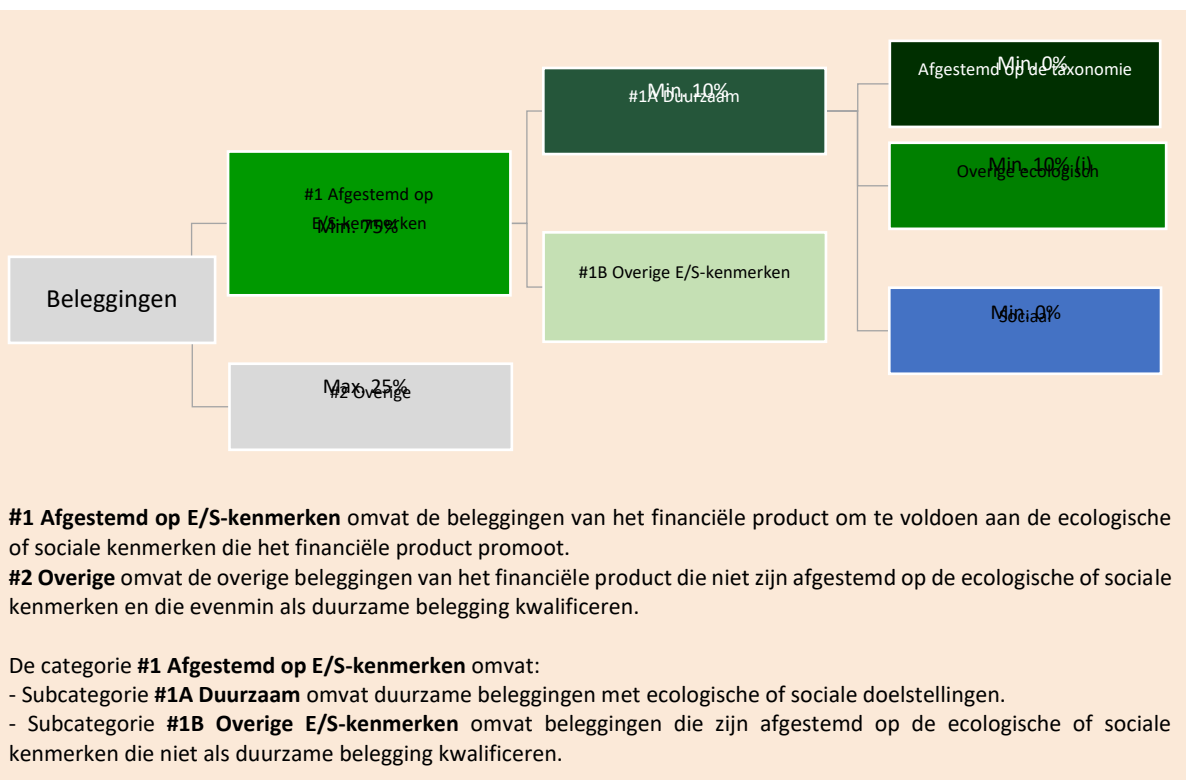 Beleggingen
#1 Afgestemd op
E/S-kenmerken
Min. 75%
Max. 25%
#2 Overige
Min. 10%
#1A Duurzaam
#1B Overige E/S-kenmerken
Min. 0%
Afgestemd op de taxonomie
Min. 10% (i)
Overige ecologisch
Min. 0%
Sociaal
#1 Afgestemd op E/S-kenmerken omvat de beleggingen van het financiële product om te voldoen aan de ecologische
of sociale kenmerken die het financiële product promoot.
#2 Overige omvat de overige beleggingen van het financiële product die niet zijn afgestemd op de ecologische of sociale
kenmerken en die evenmin als duurzame belegging kwalificeren.
De categorie #1 Afgestemd op E/S-kenmerken omvat:
- Subcategorie #1A Duurzaam omvat duurzame beleggingen met ecologische of sociale doelstellingen.
- Subcategorie #1B Overige E/S-kenmerken omvat beleggingen die zijn afgestemd op de ecologische of sociale
kenmerken die niet als duurzame belegging kwalificeren.